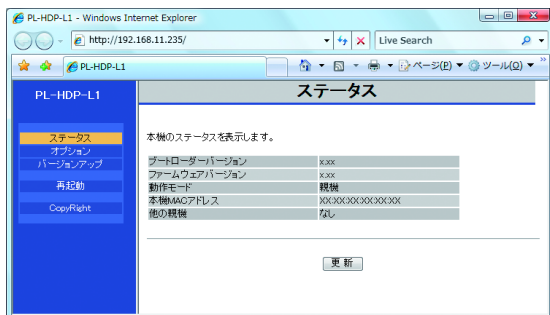 PL-HDP-L1 - Windows Internet Explorer
http://192.168.11.235/
Live Search
PL-HDP-L1
ページ(P)
ツール(O)
PL-HDP-L1
ステータス
オプション
バージョンアップ
再起動
CopyRight
ステータス
本機のステータスを表示します。
ブートローダーバージョン x.xx
ファームウェアバージョン x.xx
動作モード 親機
本機MACアドレス XX:XX:XX:XX:XX:XX
他の親機 なし
更新